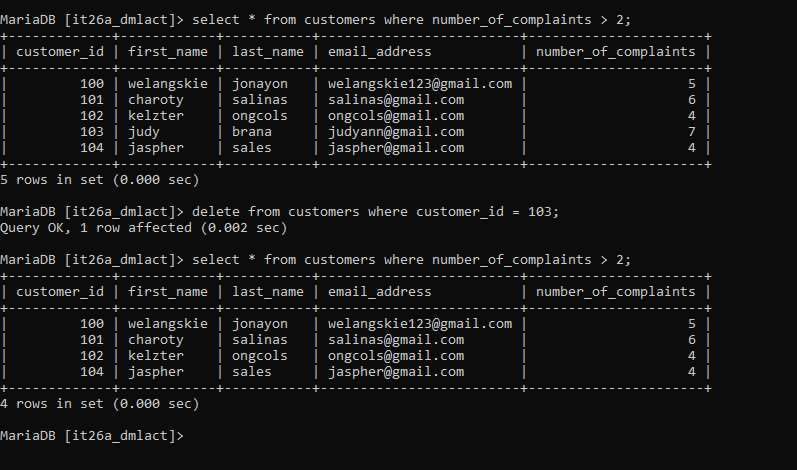 MariaDB [it26a_dmlact]> select * from customers where number_of_complaints > 2;
+-------------+------------+-----------+-------------------------+----------------------+
| customer_id | first_name | last_name | email_address           | number_of_complaints |
+-------------+------------+-----------+-------------------------+----------------------+
|         100 | welangskie | jonayon   | welangskie123@gmail.com |                    5 |
|         101 | charoty    | salinas   | salinas@gmail.com       |                    6 |
|         102 | kelzter    | ongcols   | ongcols@gmail.com       |                    4 |
|         103 | judy       | brana     | judyann@gmail.com       |                    7 |
|         104 | jaspher    | sales     | jaspher@gmail.com       |                    4 |
+-------------+------------+-----------+-------------------------+----------------------+
5 rows in set (0.000 sec)

MariaDB [it26a_dmlact]> delete from customers where customer_id = 103;
Query OK, 1 row affected (0.002 sec)

MariaDB [it26a_dmlact]> select * from customers where number_of_complaints > 2;
+-------------+------------+-----------+-------------------------+----------------------+
| customer_id | first_name | last_name | email_address           | number_of_complaints |
+-------------+------------+-----------+-------------------------+----------------------+
|         100 | welangskie | jonayon   | welangskie123@gmail.com |                    5 |
|         101 | charoty    | salinas   | salinas@gmail.com       |                    6 |
|         102 | kelzter    | ongcols   | ongcols@gmail.com       |                    4 |
|         104 | jaspher    | sales     | jaspher@gmail.com       |                    4 |
+-------------+------------+-----------+-------------------------+----------------------+
4 rows in set (0.000 sec)

MariaDB [it26a_dmlact]>